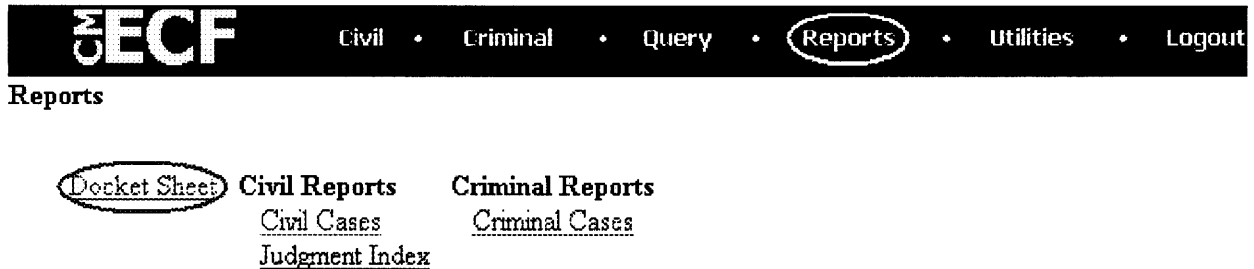 CM ECF Civil • Criminal • Query • Reports • Utilities • Logout
Reports
Docket Sheet Civil Reports Criminal Reports
Civil Cases Criminal Cases
Judgment Index